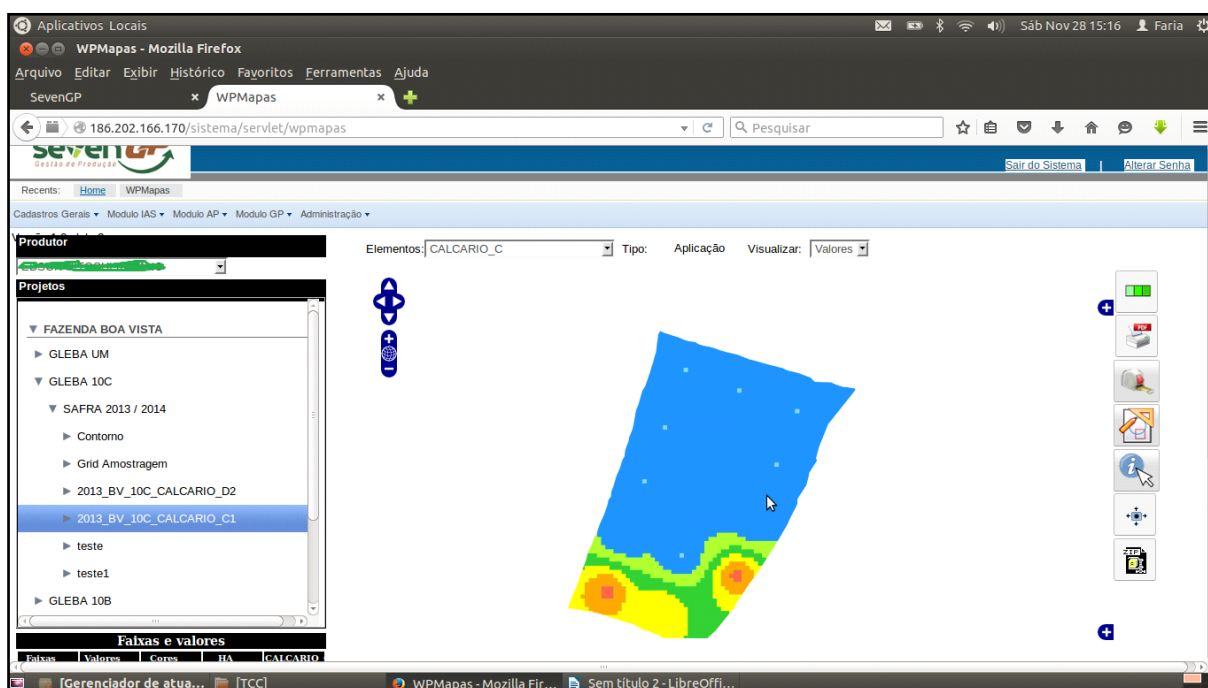 Aplicativos Locais Sáb Nov 28 15:16 Faria
WPMapas - Mozilla Firefox
Arquivo Editar Exibir Histórico Favoritos Ferramentas Ajuda
SevenGP × WPMapas ×
186.202.166.170/sistema/servlet/wpmapas Pesquisar
SevenGP
Gestão de Produção
Sair do Sistema | Alterar Senha
Recents: Home WPMapas
Cadastros Gerais Modulo IAS Modulo AP Modulo GP Administração
Produtor
Elementos: CALCARIO_C Tipo: Aplicação Visualizar: Valores
Projetos
FAZENDA BOA VISTA
GLEBA UM
GLEBA 10C
SAFRA 2013 / 2014
Contorno
Grid Amostragem
2013_BV_10C_CALCARIO_D2
2013_BV_10C_CALCARIO_C1
teste
teste1
GLEBA 10B
PDF
ZIP
Faixas e valores
Faixas Valores Cores HA CALCARIO
[Gerenciador de atua... [TCC] WPMapas - Mozilla Fir... Sem título 2 - LibreOffi...